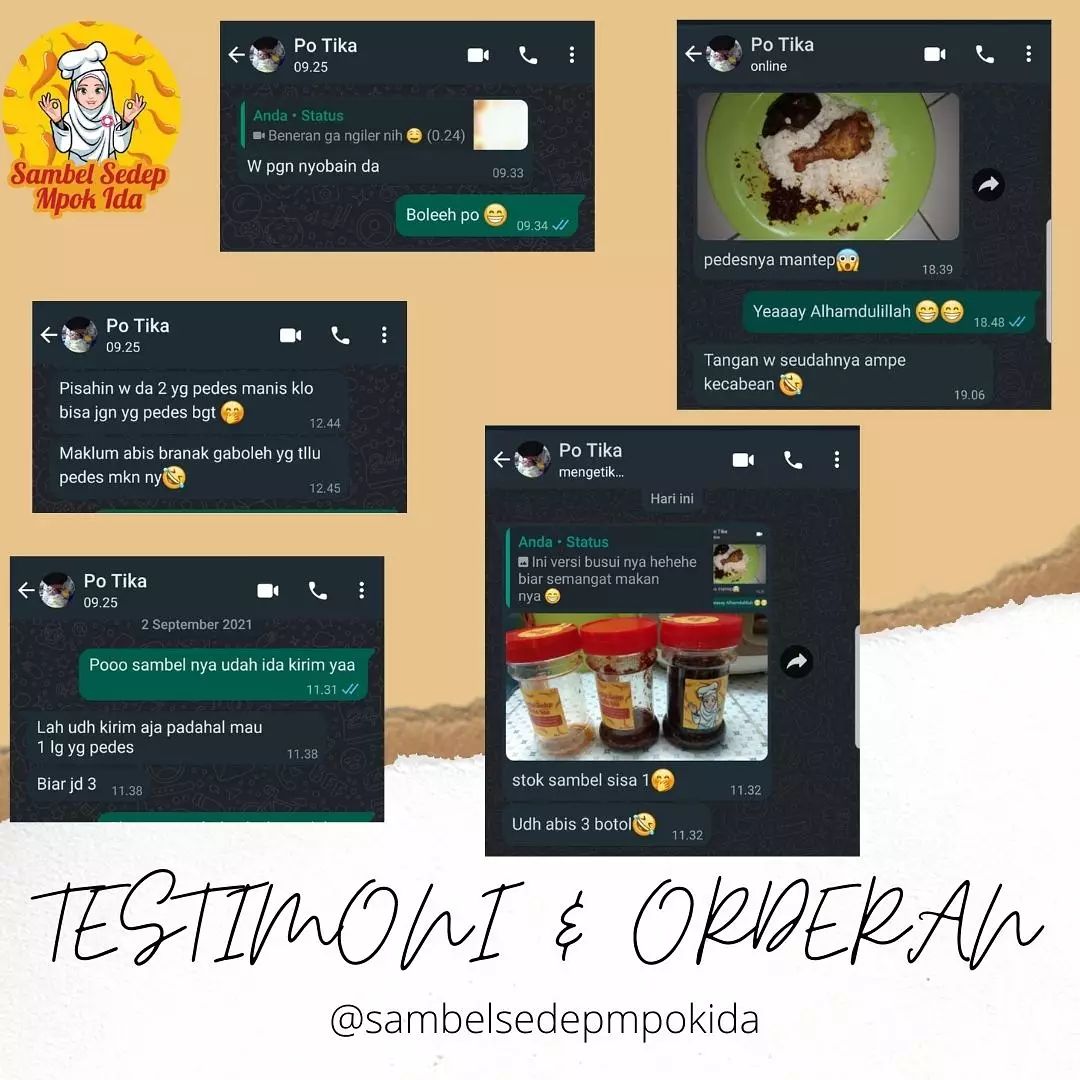 Sambel Sedep
Mpok Ida
Po Tika
09.25
Anda • Status
Beneran ga ngiler nih 🤤 (0.24)
W pgn nyobain da
09.33
Boleeh po 😁
09.34
Po Tika
online
pedesnya mantep😱
18.39
Yeaaay Alhamdulillah 😁😁
18.48
Tangan w seudahnya ampe
kecabean 🤣
19.06
Po Tika
09.25
Pisahin w da 2 yg pedes manis klo
bisa jgn yg pedes bgt 🤭
12.44
Maklum abis branak gaboleh yg tllu
pedes mkn ny🤣
12.45
Po Tika
mengetik...
Hari ini
Anda • Status
Ini versi busui nya hehehe
biar semangat makan
nya 😁
stok sambel sisa 1🤭
11.32
Udh abis 3 botol🤣
11.32
Po Tika
09.25
2 September 2021
Pooo sambel nya udah ida kirim yaa
11.31
Lah udh kirim aja padahal mau
1 lg yg pedes
11.38
Biar jd 3
11.38
TESTIMONI & ORDERAN
@sambelsedepmpokida